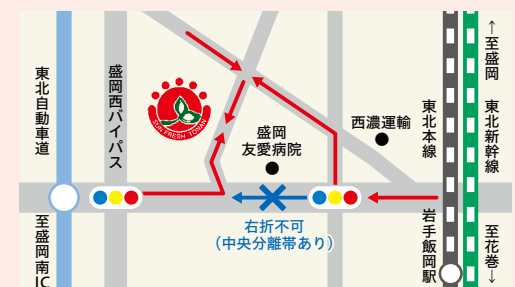 東北自動車道
至盛岡南IC
盛岡西バイパス
SUN FRESH TONAN
盛岡
友愛病院
西濃運輸
右折不可
（中央分離帯あり）
東北本線
岩手飯岡駅
←至盛岡
東北新幹線
至花巻→